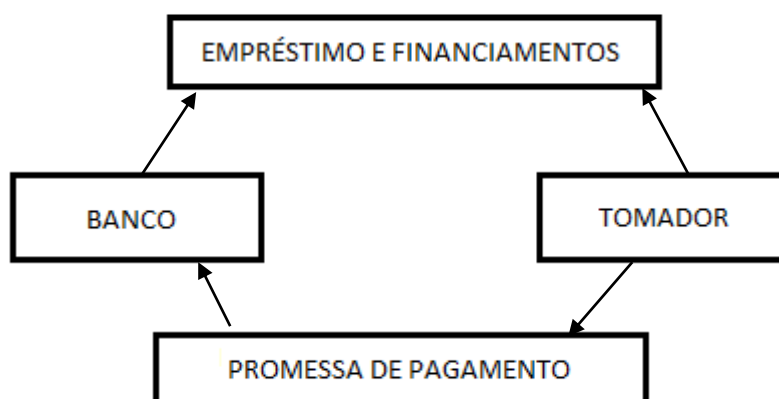 EMPRÉSTIMO E FINANCIAMENTOS
BANCO
TOMADOR
PROMESSA DE PAGAMENTO